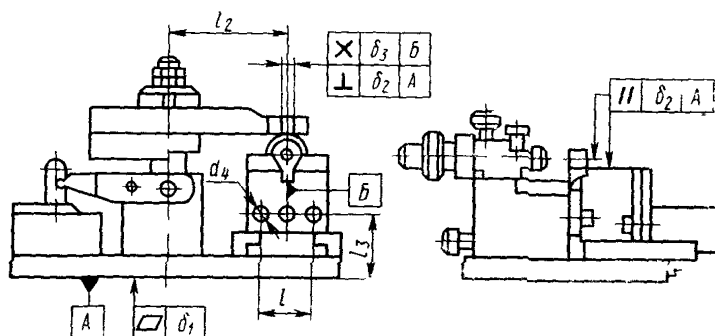 l₂
✕ δ₃ Б
⊥ δ₂ А
// δ₂ А
d₄
Б
l₃
l
А
▱ δ₁